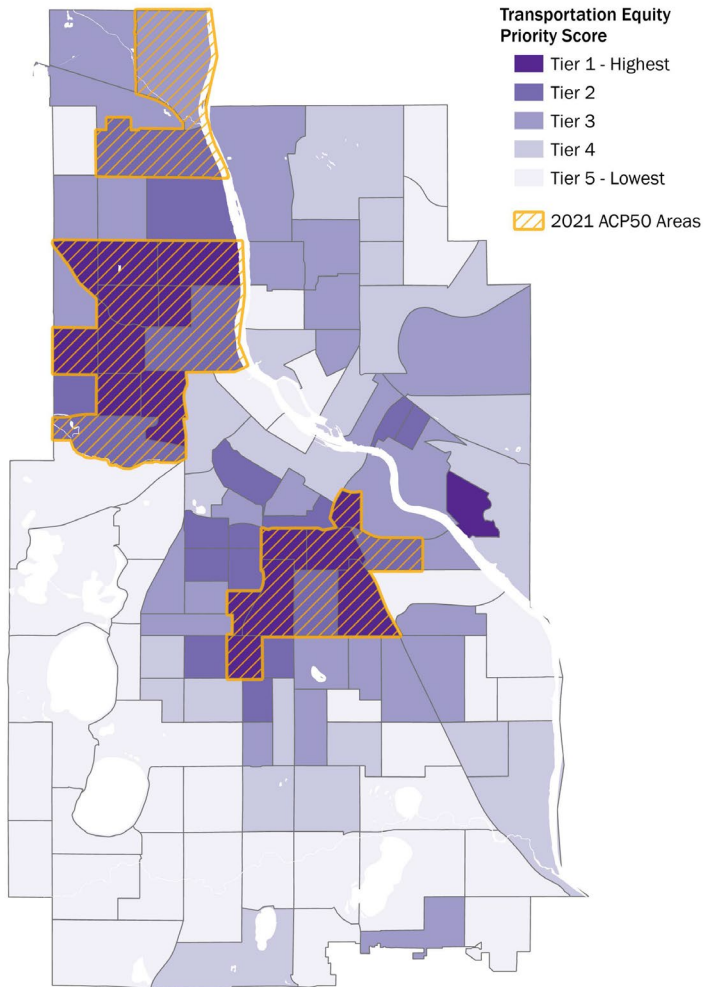 Transportation Equity
Priority Score
Tier 1 - Highest
Tier 2
Tier 3
Tier 4
Tier 5 - Lowest
2021 ACP50 Areas